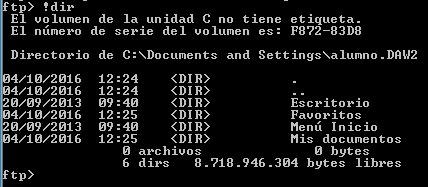 ftp> !dir
El volumen de la unidad C no tiene etiqueta.
El número de serie del volumen es: F872-83D8
Directorio de C:\Documents and Settings\alumno.DAW2
04/10/2016 12:24 <DIR> .
04/10/2016 12:24 <DIR> ..
20/09/2013 09:40 <DIR> Escritorio
04/10/2016 12:25 <DIR> Favoritos
20/09/2013 09:40 <DIR> Menú Inicio
04/10/2016 12:25 <DIR> Mis documentos
0 archivos 0 bytes
6 dirs 8.718.946.304 bytes libres
ftp>